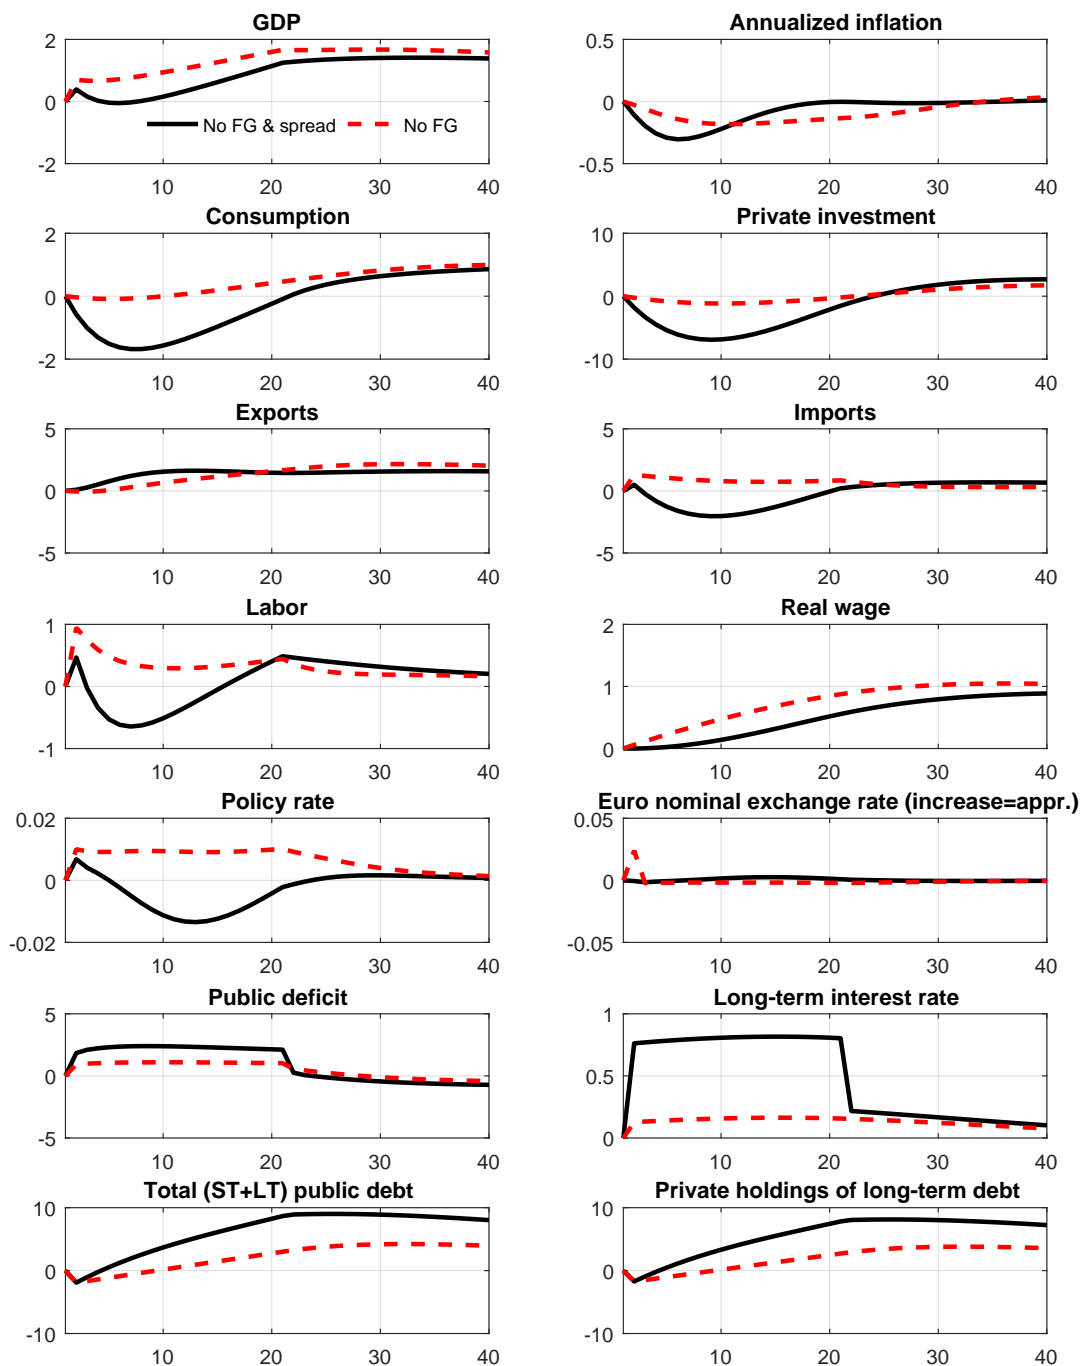 GDP
2
0
-2
No FG & spread
No FG
10 20 30 40
Annualized inflation
0.5
0
-0.5
10 20 30 40
Consumption
2
0
-2
10 20 30 40
Private investment
10
0
-10
10 20 30 40
Exports
5
0
-5
10 20 30 40
Imports
5
0
-5
10 20 30 40
Labor
1
0
-1
10 20 30 40
Real wage
2
1
0
10 20 30 40
Policy rate
0.02
0
-0.02
10 20 30 40
Euro nominal exchange rate (increase=appr.)
0.05
0
-0.05
10 20 30 40
Public deficit
5
0
-5
10 20 30 40
Long-term interest rate
1
0.5
0
10 20 30 40
Total (ST+LT) public debt
10
0
-10
10 20 30 40
Private holdings of long-term debt
10
0
-10
10 20 30 40